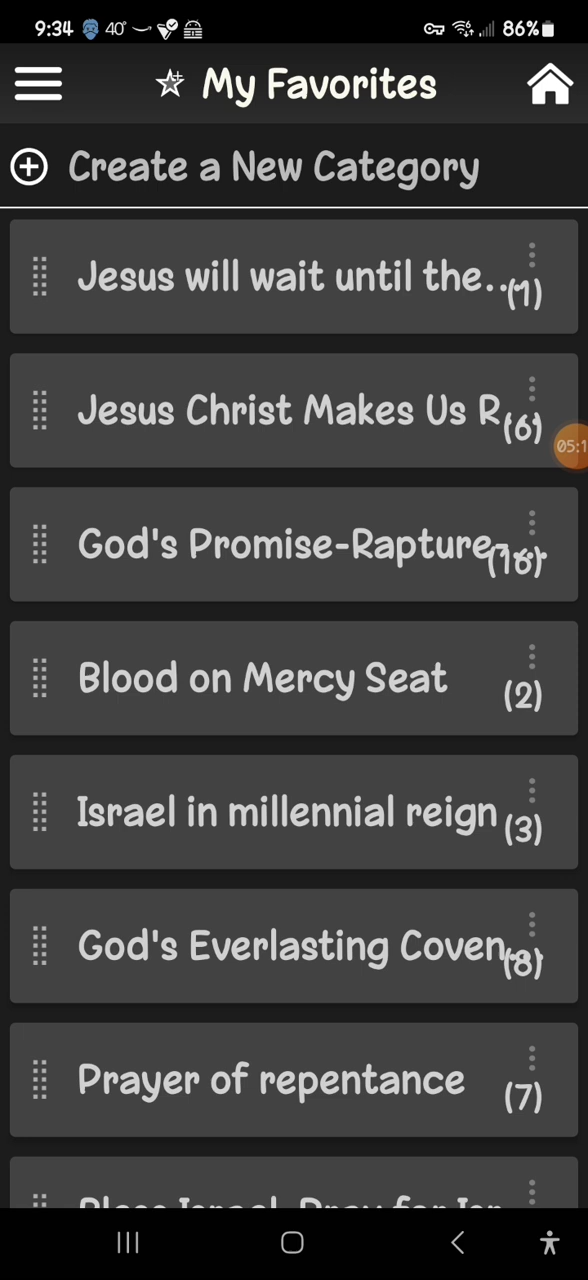 9:34 40° 86%
My Favorites
Create a New Category
Jesus will wait until the... (1)
Jesus Christ Makes Us R... (6)
05:1
God's Promise-Rapture... (16)
Blood on Mercy Seat (2)
Israel in millennial reign (3)
God's Everlasting Coven... (8)
Prayer of repentance (7)